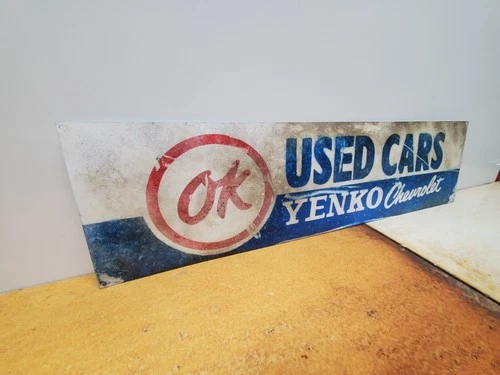 OK
USED CARS
YENKO Chevrolet